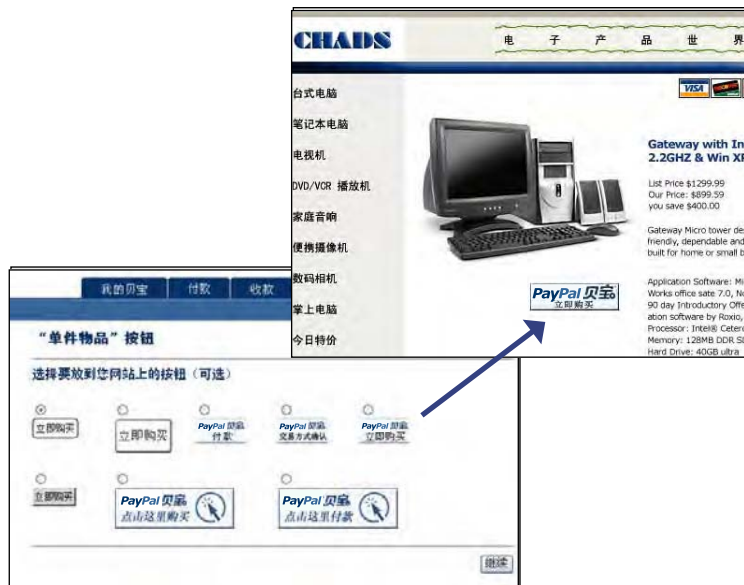 CHADS
电 子 产 品 世 界
台式电脑
笔记本电脑
电视机
DVD/VCR 播放机
家庭音响
便携摄像机
数码相机
掌上电脑
今日特价
VISA
Gateway with In
2.2GHZ & Win XP
List Price $1299.99
Our Price: $899.59
you save $400.00
Gateway Micro tower de
friendly, dependable and
built for home or small b
Application Software: Mi
Works office sate 7.0, No
90 day Introductory Offe
ation software by Roxio,
Processor: Intel® Celero
Memory: 128MB DDR SD
Hard Drive: 40GB ultra
PayPal 贝宝
立即购买
我的贝宝 付款 收款
“单件物品”按钮
选择要放到您网站上的按钮（可选）
立即购买
立即购买
PayPal 贝宝
付款
PayPal 贝宝
交易方式确认
PayPal 贝宝
立即购买
立即购买
PayPal 贝宝
点击这里购买
PayPal 贝宝
点击这里付款
继续